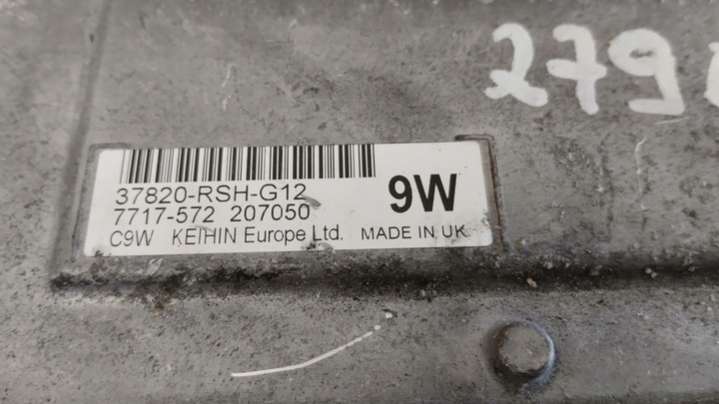 279
37820-RSH-G12
9W
7717-572 207050
C9W KEIHIN Europe Ltd. MADE IN UK